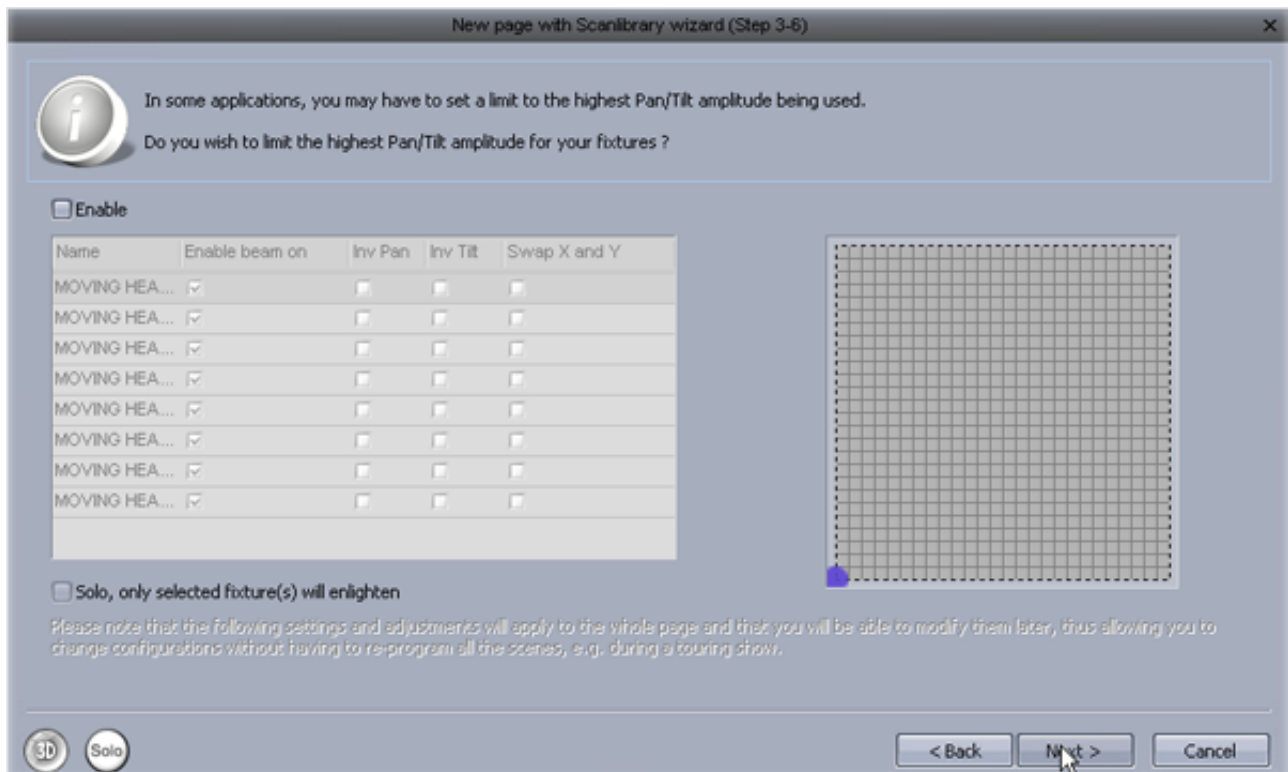 New page with Scanlibrary wizard (Step 3-6)
In some applications, you may have to set a limit to the highest Pan/Tilt amplitude being used.
Do you wish to limit the highest Pan/Tilt amplitude for your fixtures ?
Enable
Name Enable beam on Inv Pan Inv Tilt Swap X and Y
MOVING HEA...
MOVING HEA...
MOVING HEA...
MOVING HEA...
MOVING HEA...
MOVING HEA...
MOVING HEA...
MOVING HEA...
Solo, only selected fixture(s) will enlighten
Please note that the following settings and adjustments will apply to the whole page and that you will be able to modify them later, thus allowing you to
change configurations without having to re-program all the scenes, e.g. during a touring show.
3D Solo < Back Next > Cancel